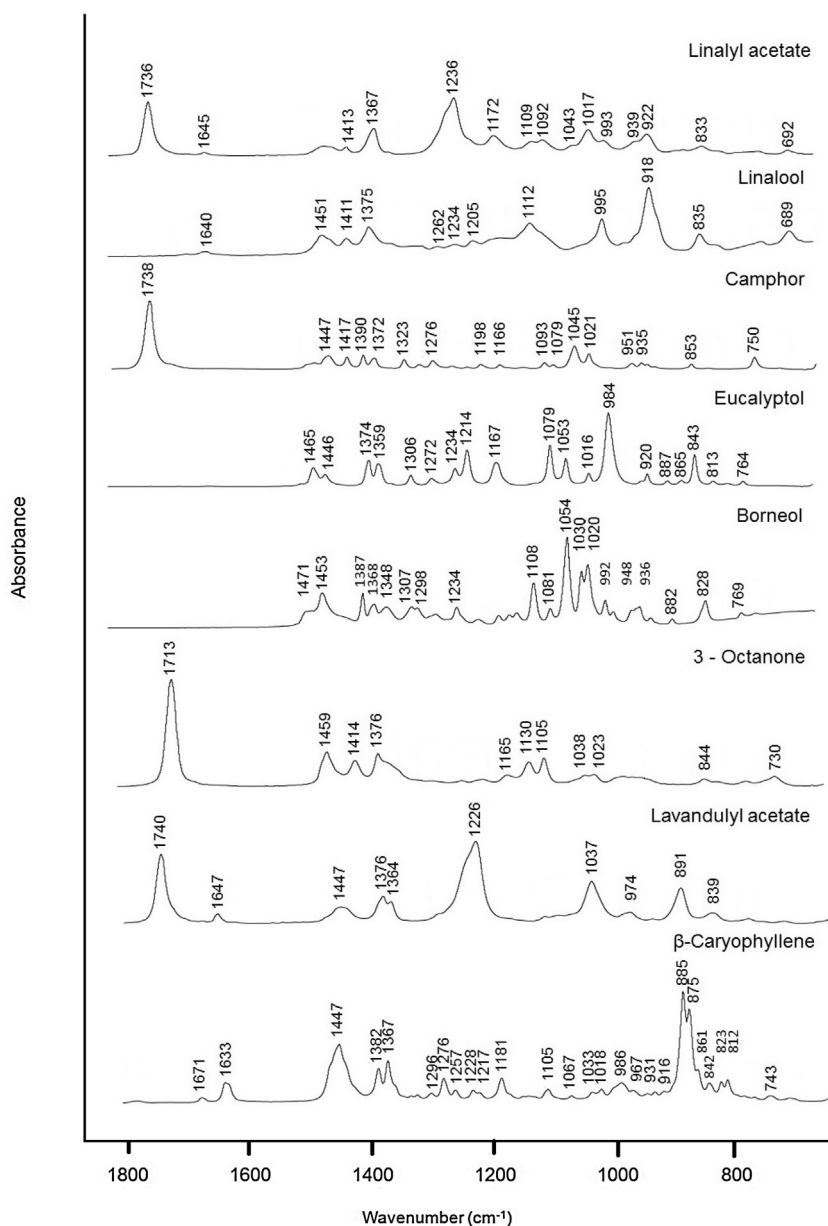 Linalyl acetate
1736 1645 1413 1367 1236 1172 1109 1092 1043 1017 993 939 922 833 692
Linalool
1640 1451 1411 1375 1262 1234 1205 1112 995 918 835 689
Camphor
1738 1447 1417 1390 1372 1323 1276 1198 1166 1093 1079 1045 1021 951 935 853 750
Eucalyptol
1465 1446 1374 1359 1306 1272 1234 1214 1167 1079 1053 1016 984 920 887 865 843 813 764
Borneol
1471 1453 1387 1368 1348 1307 1298 1234 1108 1081 1054 1030 1020 992 948 936 882 828 769
3 - Octanone
1713 1459 1414 1376 1165 1130 1105 1038 1023 844 730
Lavandulyl acetate
1740 1647 1447 1376 1364 1226 1037 974 891 839
β-Caryophyllene
1671 1633 1447 1382 1367 1296 1276 1257 1228 1217 1181 1105 1067 1033 1018 986 967 931 916 885 875 861 842 823 812 743
Absorbance
1800 1600 1400 1200 1000 800
Wavenumber (cm-1)